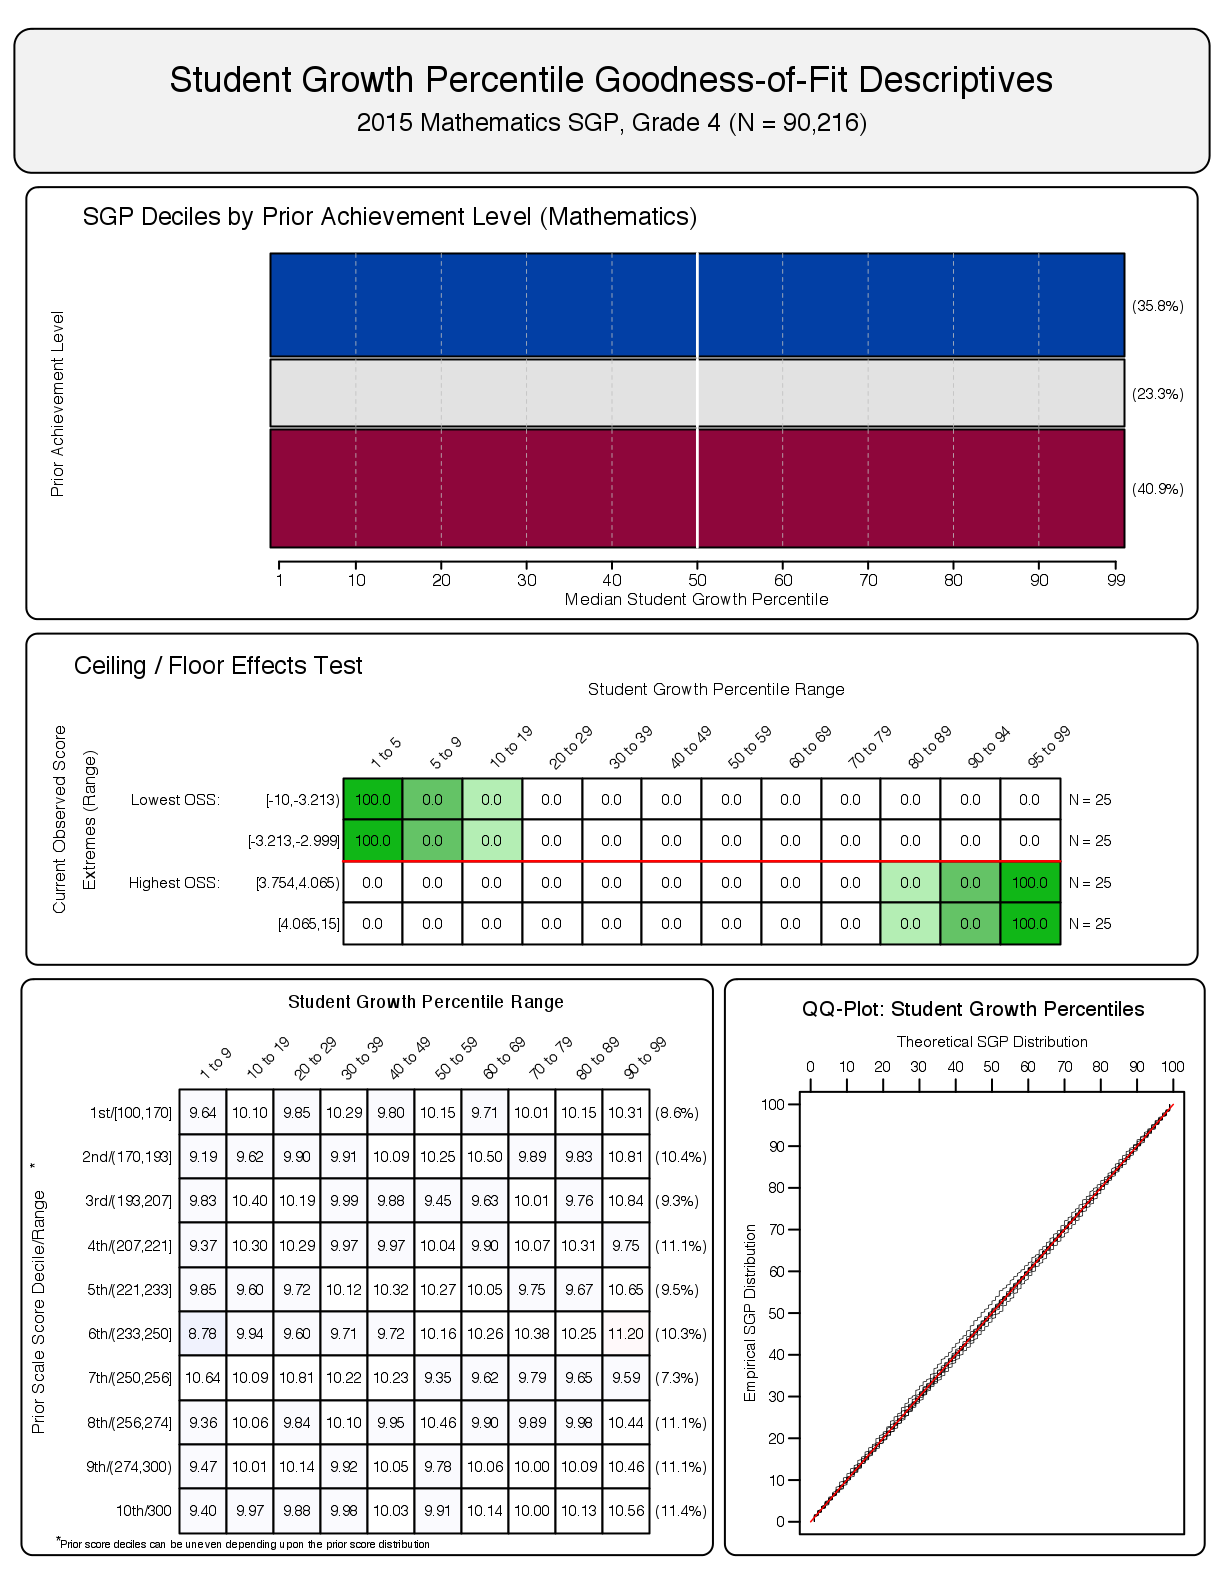 Student Growth Percentile Goodness-of-Fit Descriptives
2015 Mathematics SGP, Grade 4 (N = 90,216)
SGP Deciles by Prior Achievement Level (Mathematics)
Prior Achievement Level
(35.8%)
(23.3%)
(40.9%)
1 10 20 30 40 50 60 70 80 90 99
Median Student Growth Percentile
Ceiling / Floor Effects Test
Student Growth Percentile Range
Current Observed Score
Extremes (Range)
1 to 5 5 to 9 10 to 19 20 to 29 30 to 39 40 to 49 50 to 59 60 to 69 70 to 79 80 to 89 90 to 94 95 to 99
Lowest OSS: [-10,-3.213) 100.0 0.0 0.0 0.0 0.0 0.0 0.0 0.0 0.0 0.0 0.0 0.0 N = 25
[-3.213,-2.999] 100.0 0.0 0.0 0.0 0.0 0.0 0.0 0.0 0.0 0.0 0.0 0.0 N = 25
Highest OSS: [3.754,4.065) 0.0 0.0 0.0 0.0 0.0 0.0 0.0 0.0 0.0 0.0 0.0 100.0 N = 25
[4.065,15] 0.0 0.0 0.0 0.0 0.0 0.0 0.0 0.0 0.0 0.0 0.0 100.0 N = 25
Student Growth Percentile Range
Prior Scale Score Decile/Range *
1 to 9 10 to 19 20 to 29 30 to 39 40 to 49 50 to 59 60 to 69 70 to 79 80 to 89 90 to 99
1st/[100,170] 9.64 10.10 9.85 10.29 9.80 10.15 9.71 10.01 10.15 10.31 (8.6%)
2nd/(170,193] 9.19 9.62 9.90 9.91 10.09 10.25 10.50 9.89 9.83 10.81 (10.4%)
3rd/(193,207] 9.83 10.40 10.19 9.99 9.88 9.45 9.63 10.01 9.76 10.84 (9.3%)
4th/(207,221] 9.37 10.30 10.29 9.97 9.97 10.04 9.90 10.07 10.31 9.75 (11.1%)
5th/(221,233] 9.85 9.60 9.72 10.12 10.32 10.27 10.05 9.75 9.67 10.65 (9.5%)
6th/(233,250] 8.78 9.94 9.60 9.71 9.72 10.16 10.26 10.38 10.25 11.20 (10.3%)
7th/(250,256] 10.64 10.09 10.81 10.22 10.23 9.35 9.62 9.79 9.65 9.59 (7.3%)
8th/(256,274] 9.36 10.06 9.84 10.10 9.95 10.46 9.90 9.89 9.98 10.44 (11.1%)
9th/(274,300) 9.47 10.01 10.14 9.92 10.05 9.78 10.06 10.00 10.09 10.46 (11.1%)
10th/300 9.40 9.97 9.88 9.98 10.03 9.91 10.14 10.00 10.13 10.56 (11.4%)
*Prior score deciles can be uneven depending upon the prior score distribution
QQ-Plot: Student Growth Percentiles
Theoretical SGP Distribution
0 10 20 30 40 50 60 70 80 90 100
Empirical SGP Distribution
100
90
80
70
60
50
40
30
20
10
0